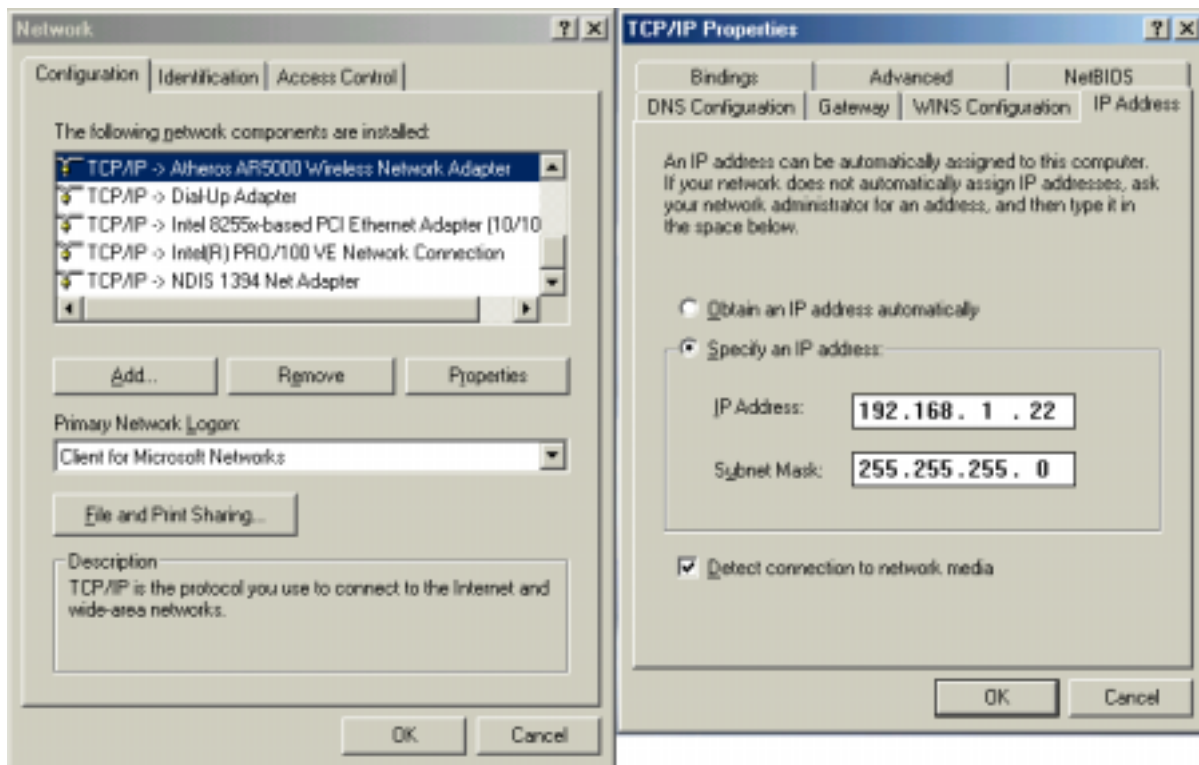 Network
Configuration
Identification
Access Control
The following network components are installed:
TCP/IP -> Atheros AR5000 Wireless Network Adapter
TCP/IP -> Dial-Up Adapter
TCP/IP -> Intel 8255x-based PCI Ethernet Adapter (10/10
TCP/IP -> Intel(R) PRO/100 VE Network Connection
TCP/IP -> NDIS 1394 Net Adapter
Add...
Remove
Properties
Primary Network Logon:
Client for Microsoft Networks
File and Print Sharing...
Description
TCP/IP is the protocol you use to connect to the Internet and
wide-area networks.
OK
Cancel
TCP/IP Properties
Bindings
Advanced
NetBIOS
DNS Configuration
Gateway
WINS Configuration
IP Address
An IP address can be automatically assigned to this computer.
If your network does not automatically assign IP addresses, ask
your network administrator for an address, and then type it in
the space below.
Obtain an IP address automatically
Specify an IP address:
IP Address:
192.168. 1 . 22
Subnet Mask:
255.255.255. 0
Detect connection to network media
OK
Cancel